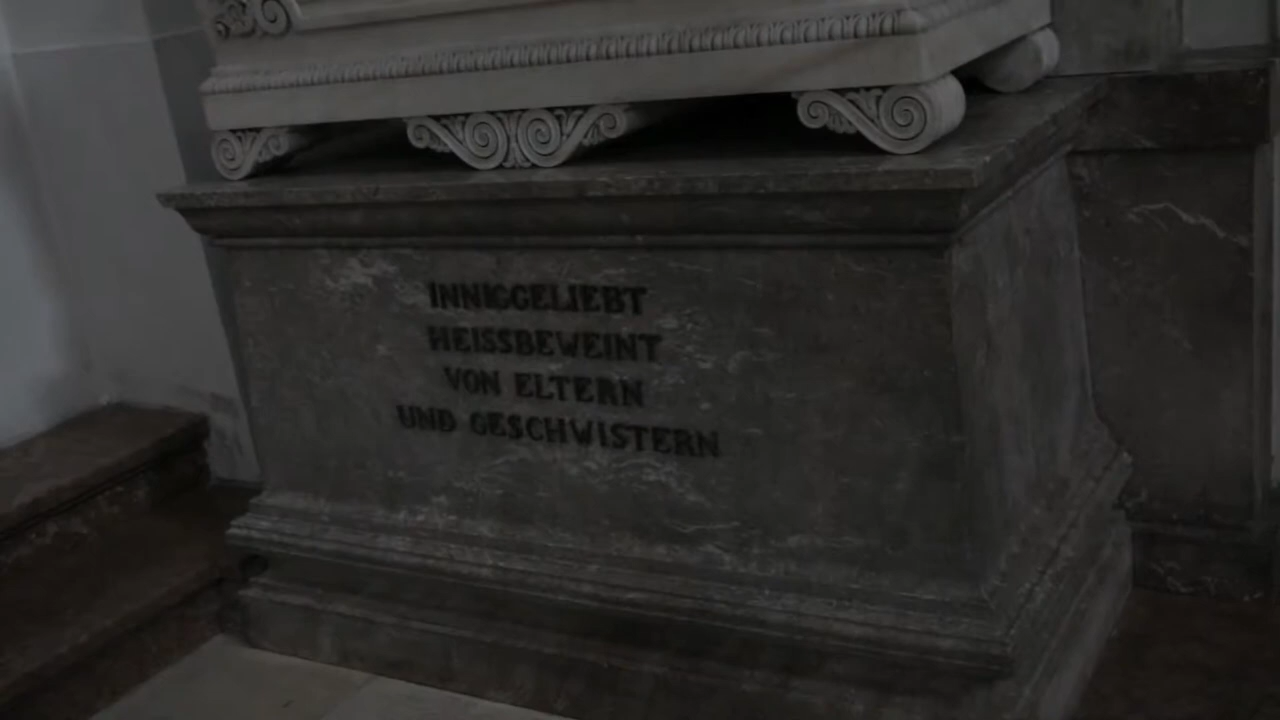 INNIGGELIEBT
HEISSBEWEINT
VON ELTERN
UND GESCHWISTERN